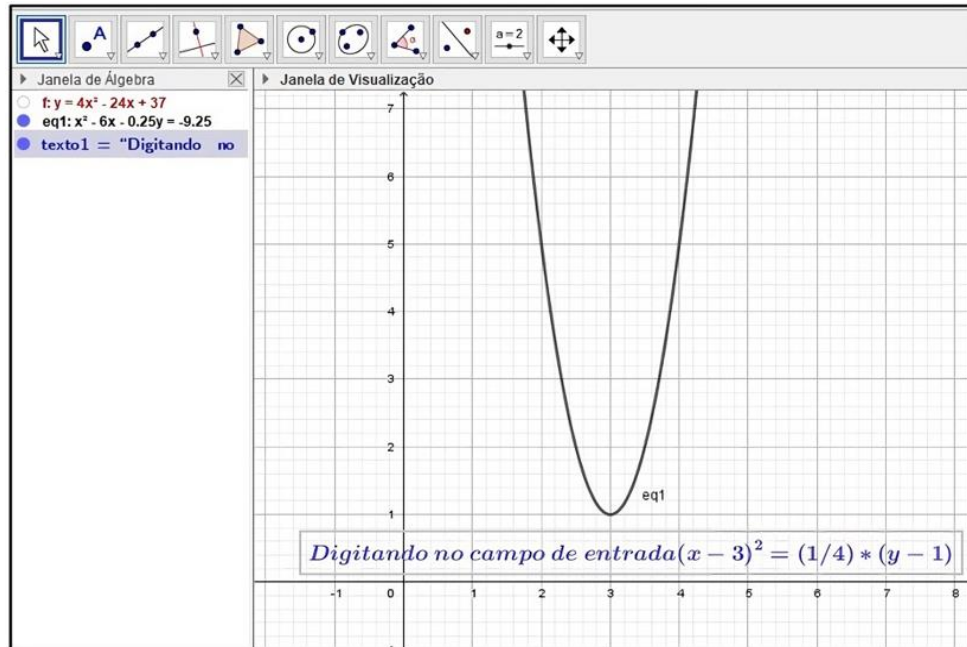 A
a
a=2
Janela de Álgebra
Janela de Visualização
f: y = 4x² - 24x + 37
eq1: x² - 6x - 0.25y = -9.25
texto1 = “Digitando no
7
6
5
4
3
2
1
eq1
Digitando no campo de entrada(x − 3)² = (1/4) ∗ (y − 1)
-1 0 1 2 3 4 5 6 7 8